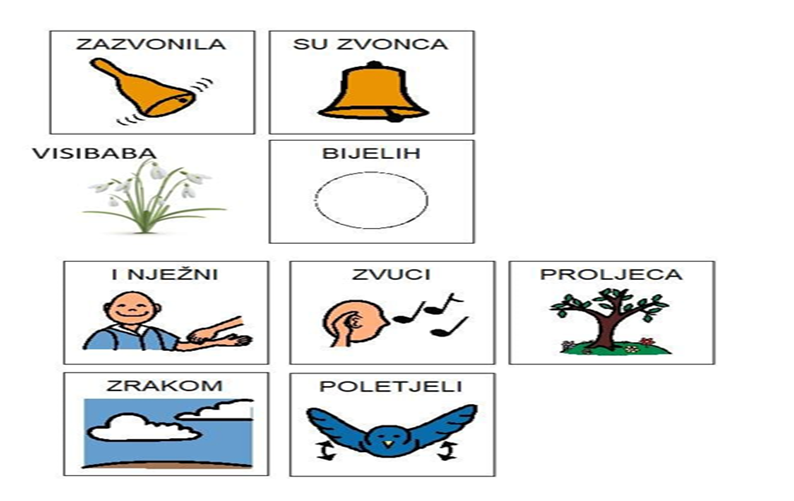 ZAZVONILA SU ZVONCA
VISIBABA BIJELIH
I NJEŽNI ZVUCI PROLJECA
ZRAKOM POLETJELI